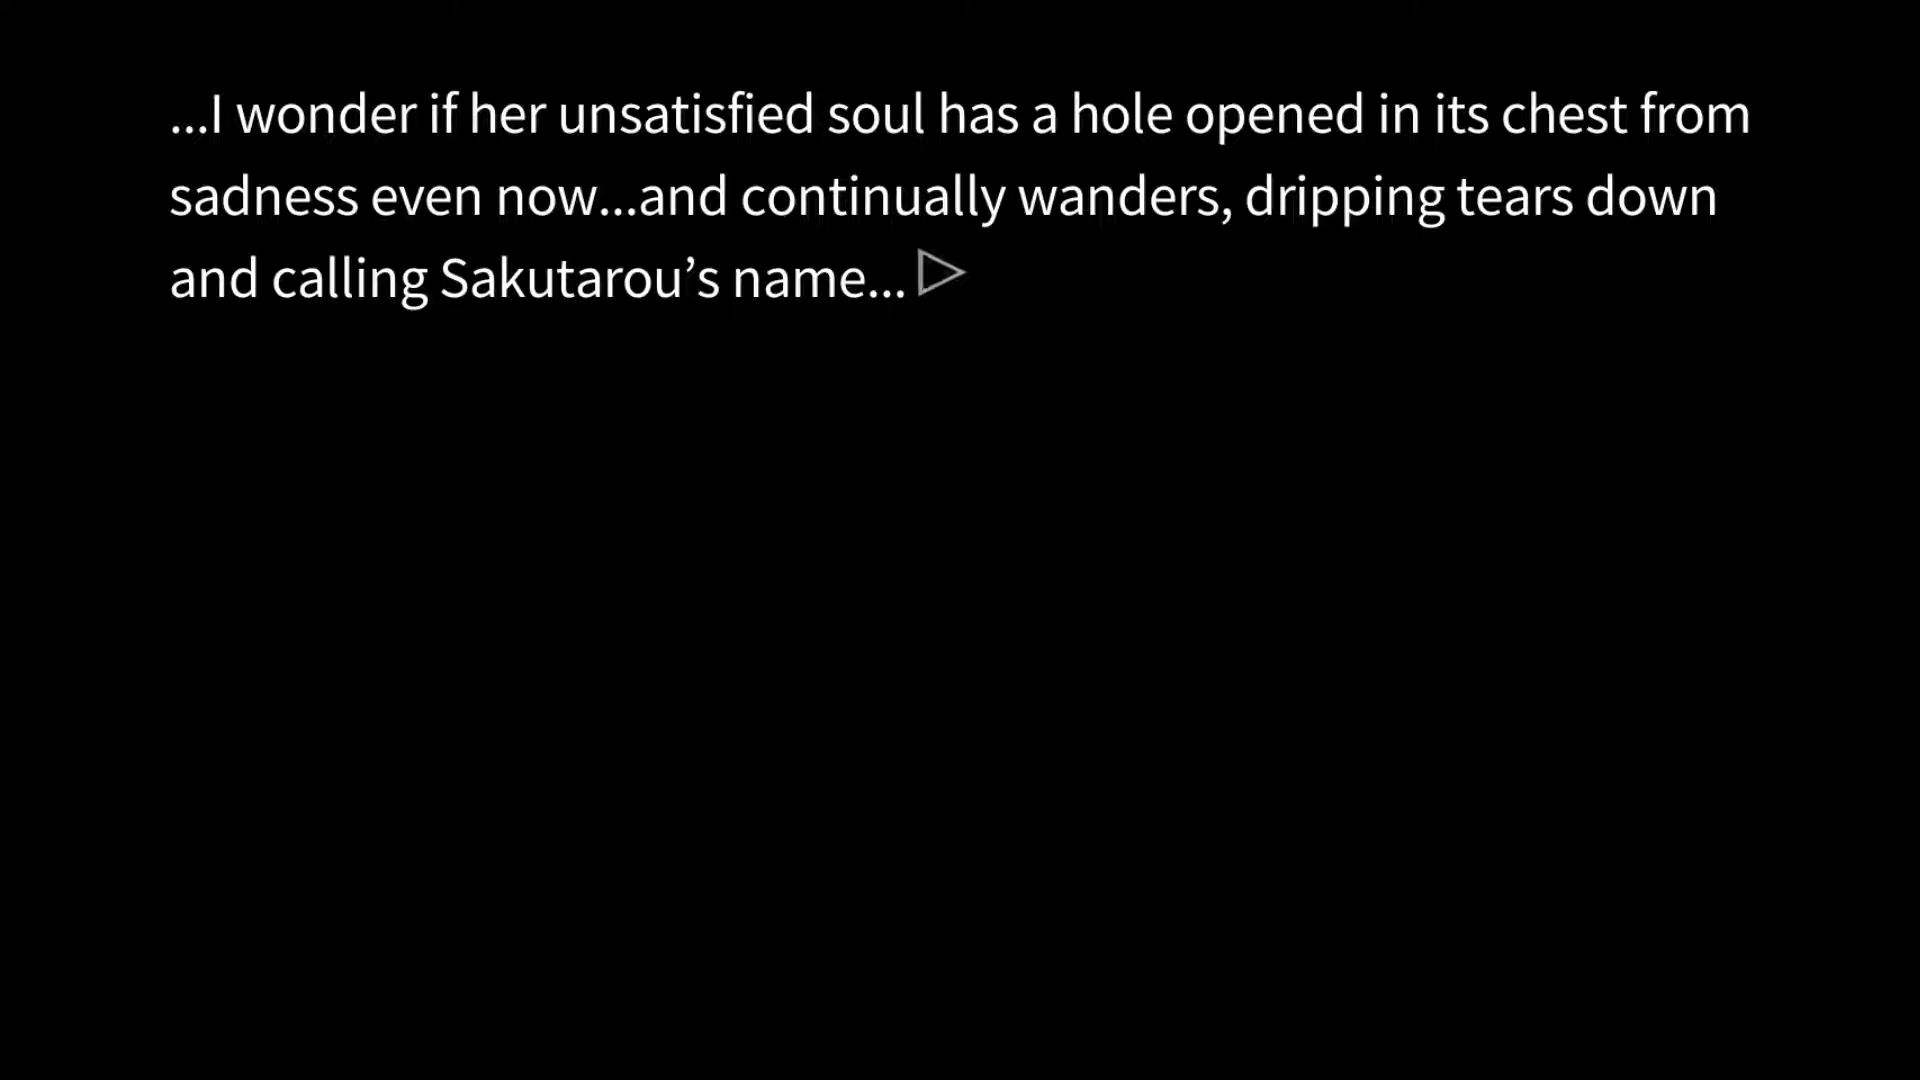 ...I wonder if her unsatisfied soul has a hole opened in its chest from
sadness even now...and continually wanders, dripping tears down
and calling Sakutarou’s name...